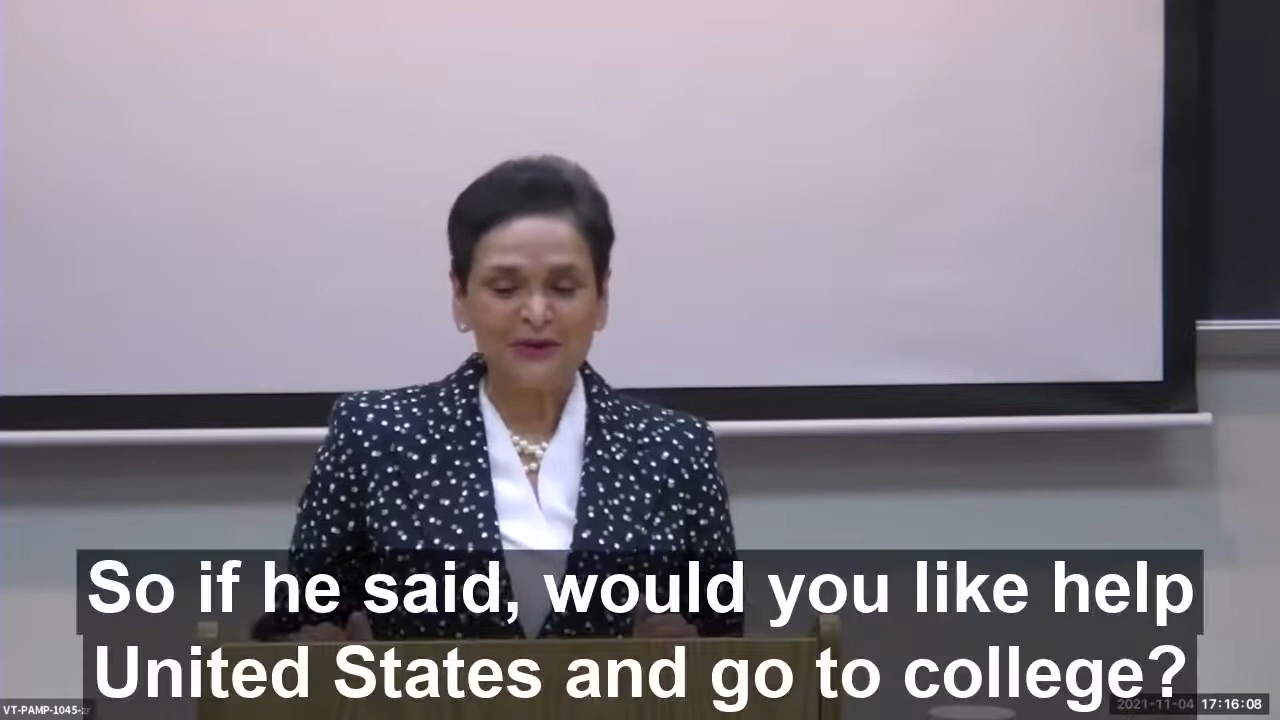 So if he said, would you like help
United States and go to college?
VT-PAMP-1045-
2021-11-04 17:16:08